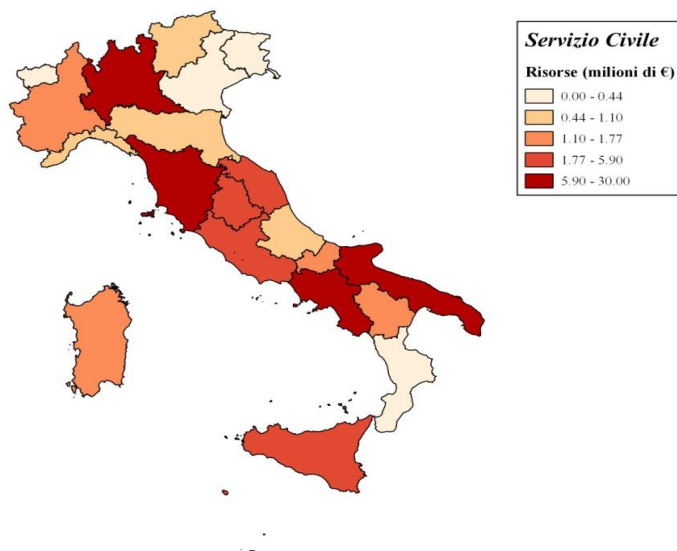 Servizio Civile
Risorse (milioni di €)
0.00 - 0.44
0.44 - 1.10
1.10 - 1.77
1.77 - 5.90
5.90 - 30.00